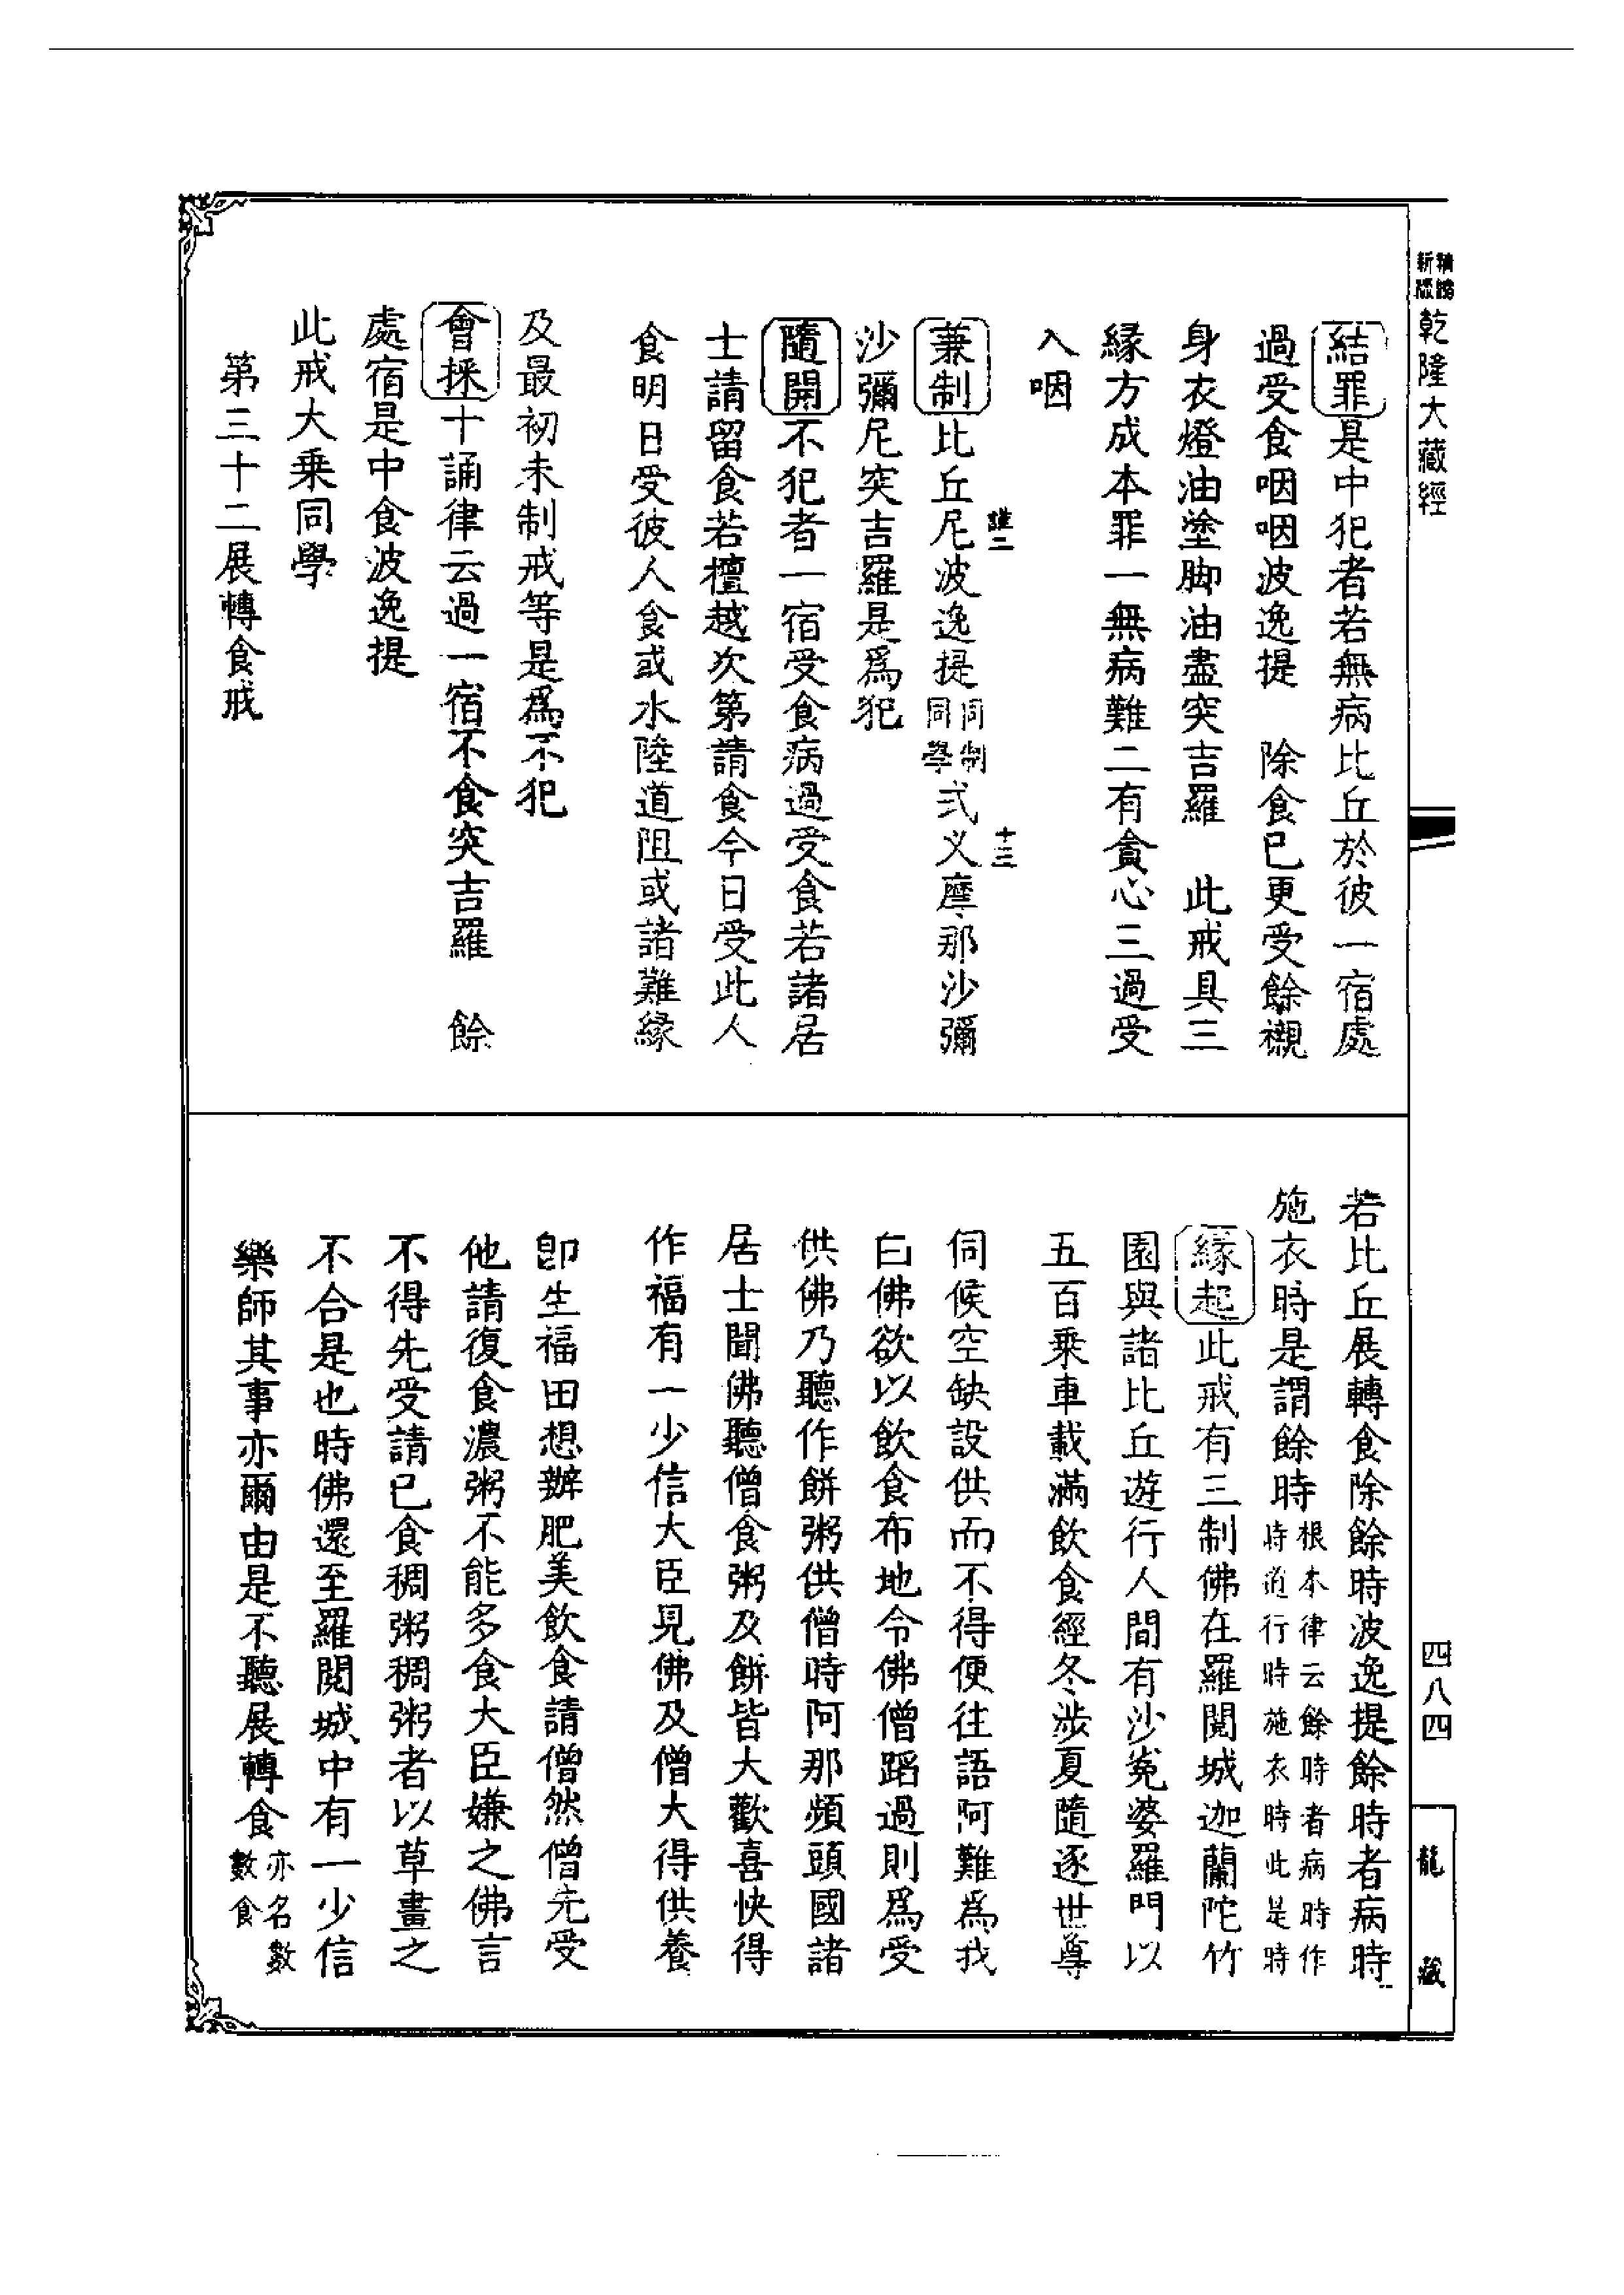 精繕
新版
乾隆大藏經
結罪是中犯者若無病比丘於彼一宿處
過受食咽咽波逸提　除食已更受餘襯
身衣燈油塗脚油盡突吉羅　此戒具三
緣方成本罪一無病難二有貪心三過受
入咽
兼制比丘尼波逸提同制同學式义摩那沙彌
沙彌尼突吉羅是爲犯
隨開不犯者一宿受食病過受食若諸居
士請留食若檀越次第請食今日受此人
食明日受彼人食或水陸道阻或諸難緣
及最初未制戒等是爲不犯
會採十誦律云過一宿不食突吉羅　餘
處宿是中食波逸提
此戒大乘同學
第三十二展轉食戒
若比丘展轉食除餘時波逸提餘時者病時
施衣時是謂餘時根本律云餘時者病時作時道行時施衣時此是時
緣起此戒有三制佛在羅閱城迦蘭陀竹
園與諸比丘遊行人間有沙㝹婆羅門以
五百乘車載滿飲食經冬涉夏隨逐世尊
伺候空缺設供而不得便往語阿難爲我
白佛欲以飲食布地令佛僧蹈過則爲受
供佛乃聽作餅粥供僧時阿那頻頭國諸
居士聞佛聽僧食粥及餅皆大歡喜快得
作福有一少信大臣見佛及僧大得供養
卽生福田想辦肥美飲食請僧然僧先受
他請復食濃粥不能多食大臣嫌之佛言
不得先受請已食稠粥稠粥者以草畫之
不合是也時佛還至羅閱城中有一少信
樂師其事亦爾由是不聽展轉食亦名數數食
四八四
龍藏